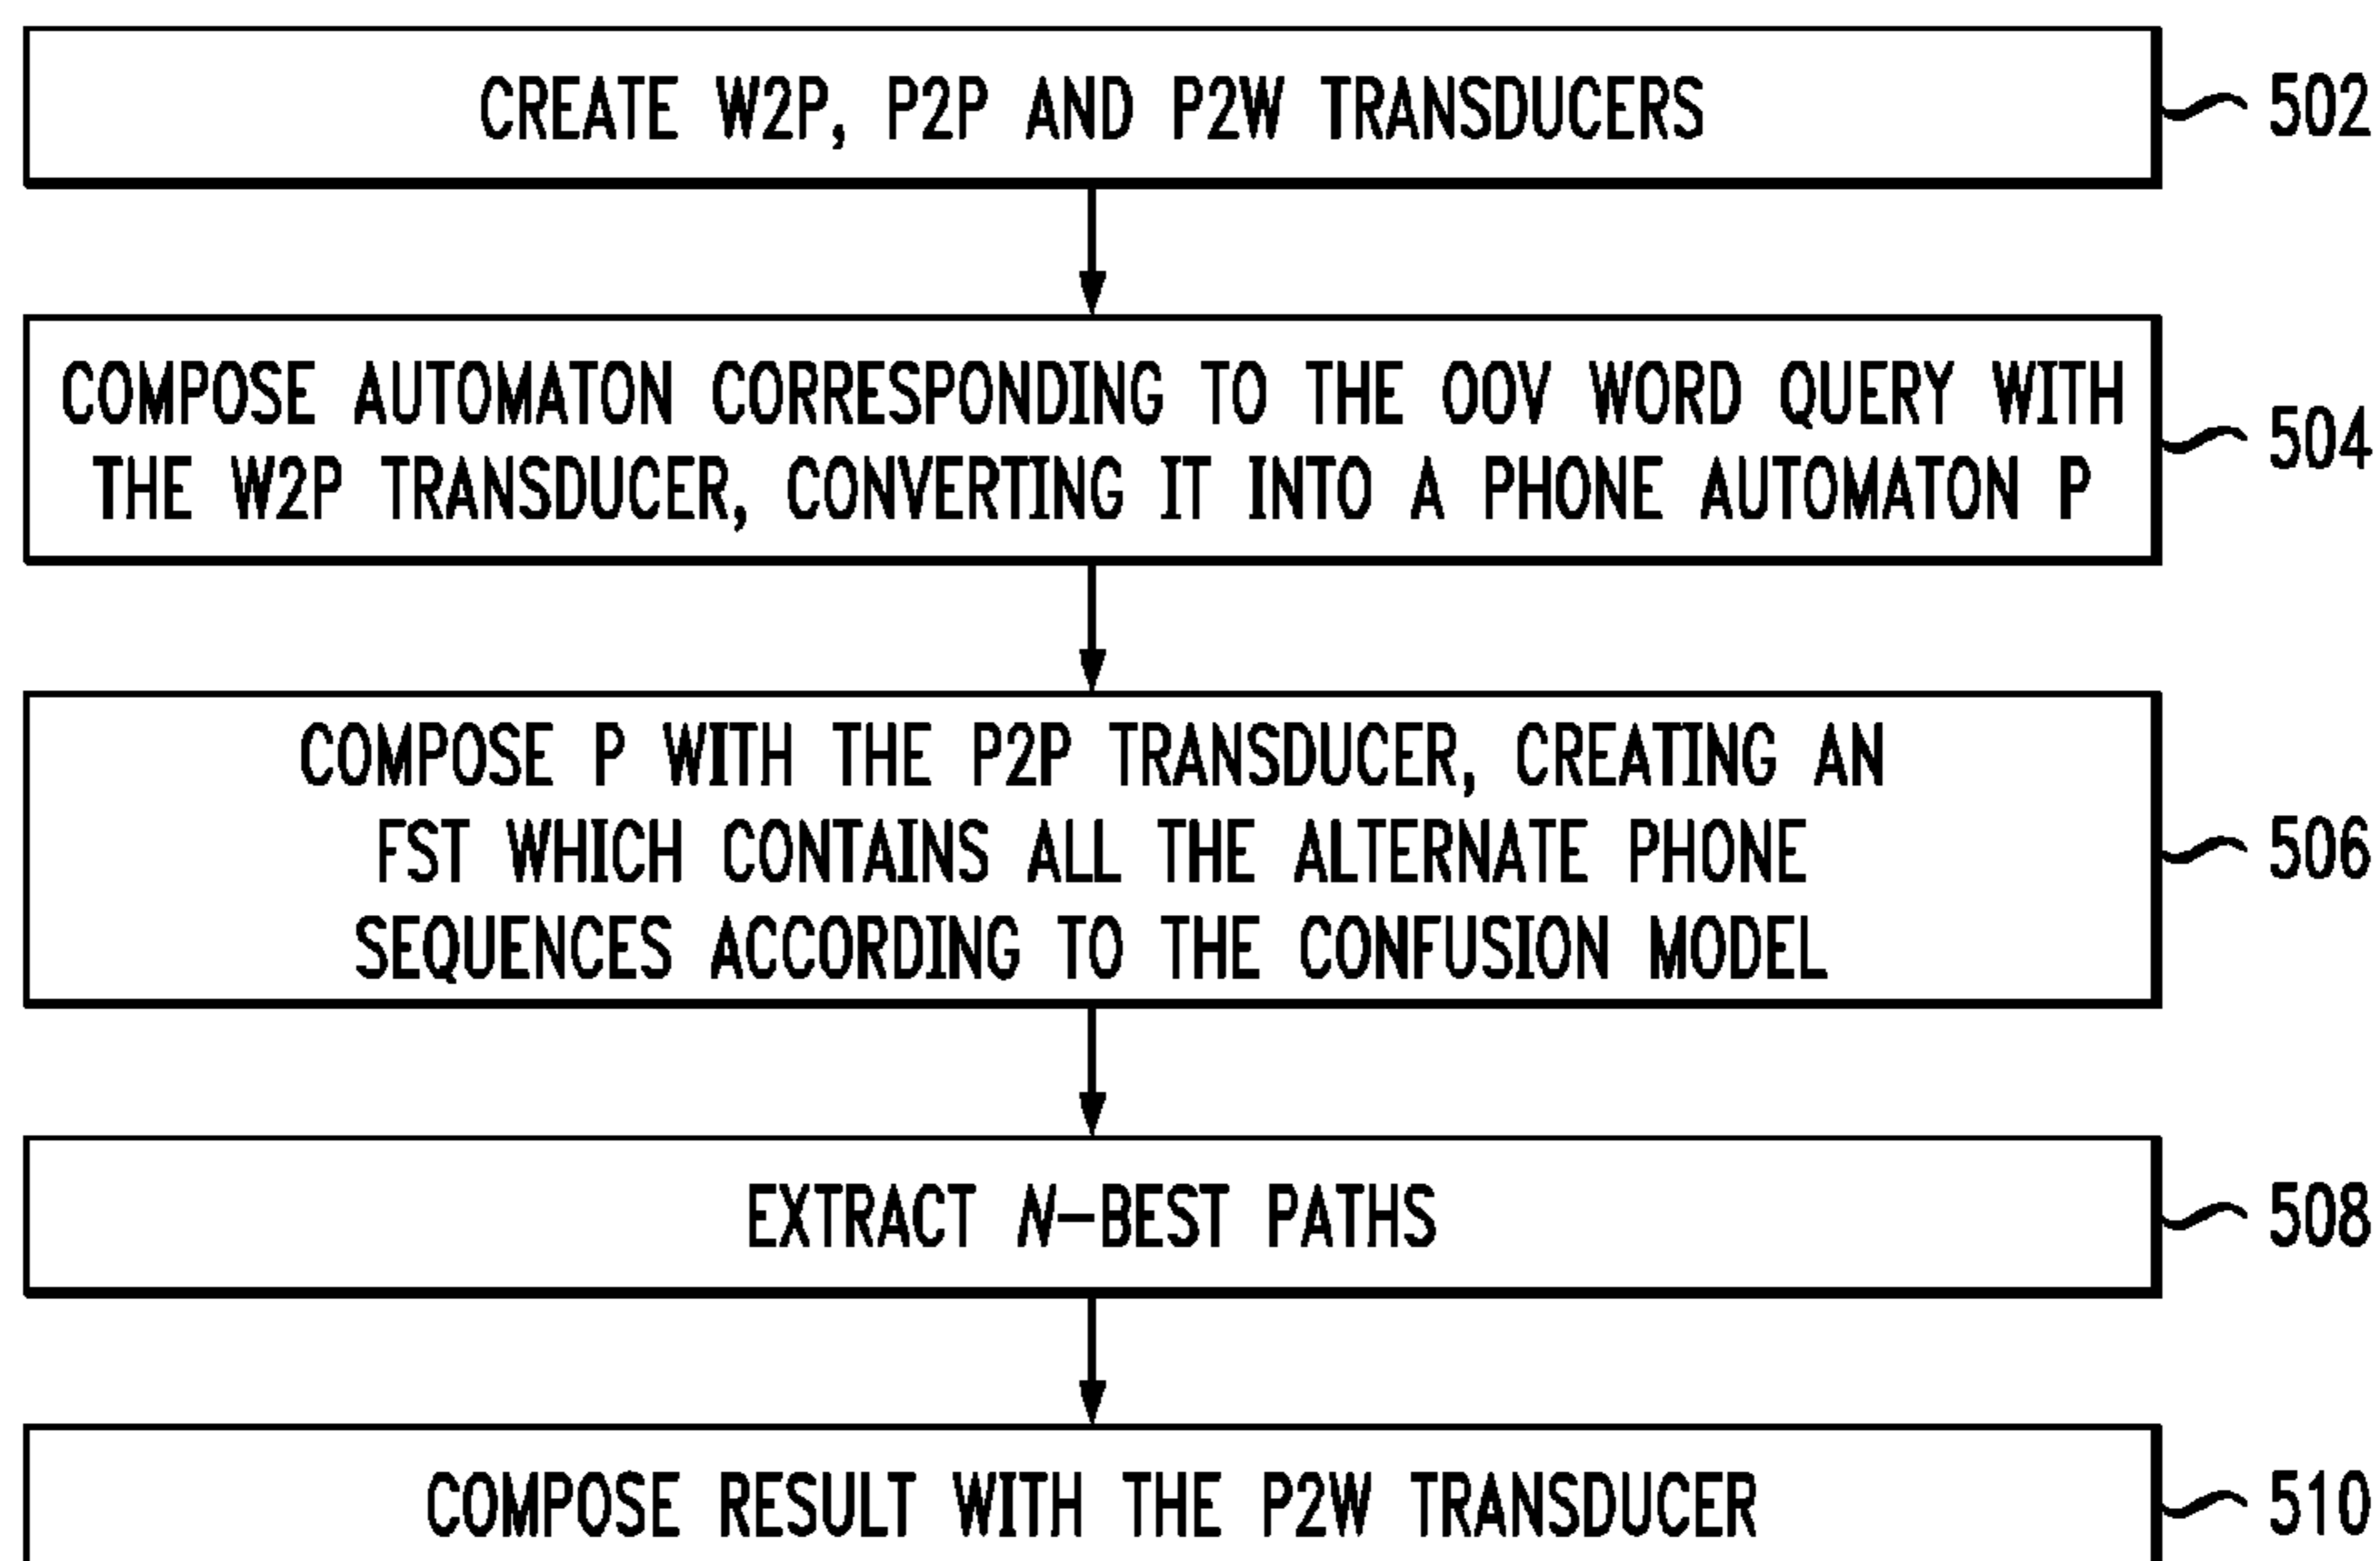 CREATE W2P, P2P AND P2W TRANSDUCERS
502
COMPOSE AUTOMATON CORRESPONDING TO THE OOV WORD QUERY WITH
THE W2P TRANSDUCER, CONVERTING IT INTO A PHONE AUTOMATON P
504
COMPOSE P WITH THE P2P TRANSDUCER, CREATING AN
FST WHICH CONTAINS ALL THE ALTERNATE PHONE
SEQUENCES ACCORDING TO THE CONFUSION MODEL
506
EXTRACT N-BEST PATHS
508
COMPOSE RESULT WITH THE P2W TRANSDUCER
510